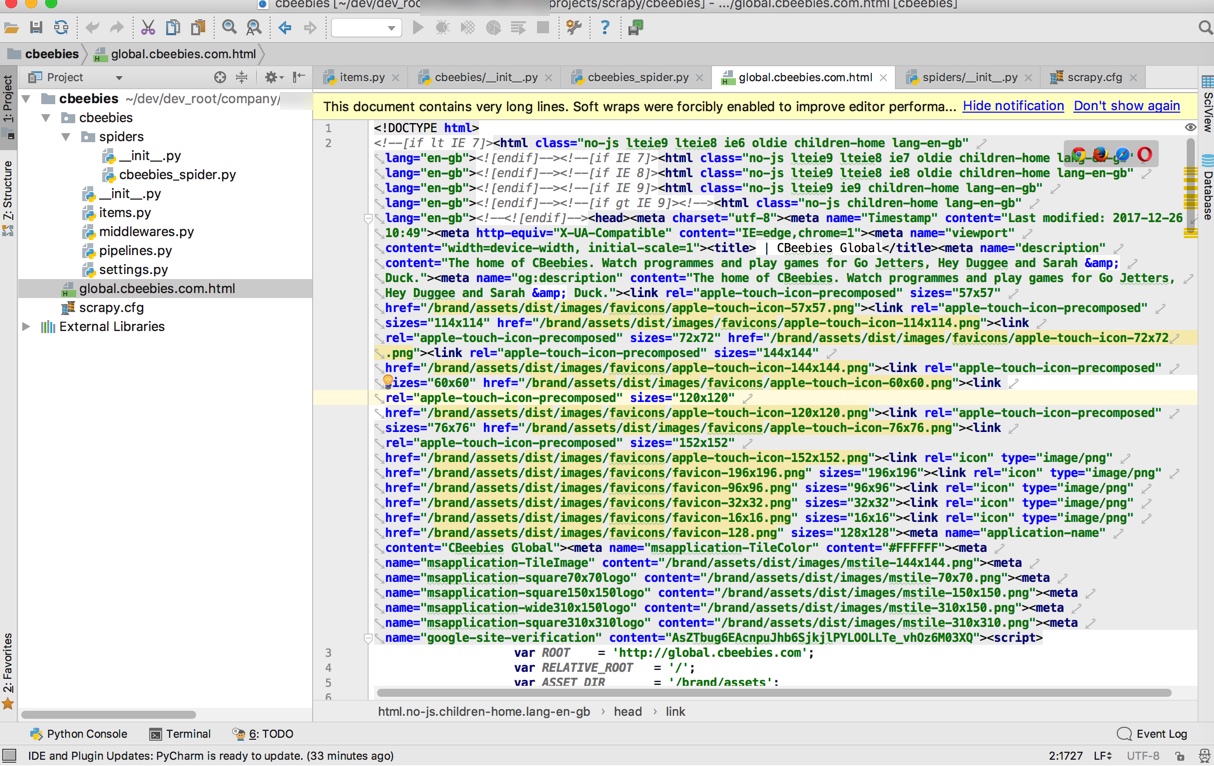 cbeebies [~/dev/dev_root projects/scrapy/cbeebies] - .../global.cbeebies.com.html [cbeebies]
cbeebies global.cbeebies.com.html
Project
items.py cbeebies/__init__.py cbeebies_spider.py global.cbeebies.com.html spiders/__init__.py scrapy.cfg
1: Project
7: Structure
2: Favorites
cbeebies ~/dev/dev_root/company/
cbeebies
spiders
__init__.py
cbeebies_spider.py
__init__.py
items.py
middlewares.py
pipelines.py
settings.py
global.cbeebies.com.html
scrapy.cfg
External Libraries
This document contains very long lines. Soft wraps were forcibly enabled to improve editor performa... Hide notification Don't show again
1 <!DOCTYPE html>
2 <!--[if lt IE 7]><html class="no-js lteie9 lteie8 ie6 oldie children-home lang-en-gb"
lang="en-gb"><![endif]--><!--[if IE 7]><html class="no-js lteie9 lteie8 ie7 oldie children-home lang-en-gb"
lang="en-gb"><![endif]--><!--[if IE 8]><html class="no-js lteie9 lteie8 ie8 oldie children-home lang-en-gb"
lang="en-gb"><![endif]--><!--[if IE 9]><html class="no-js lteie9 ie9 children-home lang-en-gb"
lang="en-gb"><![endif]--><!--[if gt IE 9]><!--><html class="no-js children-home lang-en-gb"
lang="en-gb"><!--<![endif]--><head><meta charset="utf-8"><meta name="Timestamp" content="Last modified: 2017-12-26
10:49"><meta http-equiv="X-UA-Compatible" content="IE=edge,chrome=1"><meta name="viewport"
content="width=device-width, initial-scale=1"><title> | CBeebies Global</title><meta name="description"
content="The home of CBeebies. Watch programmes and play games for Go Jetters, Hey Duggee and Sarah &amp;
Duck."><meta name="og:description" content="The home of CBeebies. Watch programmes and play games for Go Jetters,
Hey Duggee and Sarah &amp; Duck."><link rel="apple-touch-icon-precomposed" sizes="57x57"
href="/brand/assets/dist/images/favicons/apple-touch-icon-57x57.png"><link rel="apple-touch-icon-precomposed"
sizes="114x114" href="/brand/assets/dist/images/favicons/apple-touch-icon-114x114.png"><link
rel="apple-touch-icon-precomposed" sizes="72x72" href="/brand/assets/dist/images/favicons/apple-touch-icon-72x72
.png"><link rel="apple-touch-icon-precomposed" sizes="144x144"
href="/brand/assets/dist/images/favicons/apple-touch-icon-144x144.png"><link rel="apple-touch-icon-precomposed"
sizes="60x60" href="/brand/assets/dist/images/favicons/apple-touch-icon-60x60.png"><link
rel="apple-touch-icon-precomposed" sizes="120x120"
href="/brand/assets/dist/images/favicons/apple-touch-icon-120x120.png"><link rel="apple-touch-icon-precomposed"
sizes="76x76" href="/brand/assets/dist/images/favicons/apple-touch-icon-76x76.png"><link
rel="apple-touch-icon-precomposed" sizes="152x152"
href="/brand/assets/dist/images/favicons/apple-touch-icon-152x152.png"><link rel="icon" type="image/png"
href="/brand/assets/dist/images/favicons/favicon-196x196.png" sizes="196x196"><link rel="icon" type="image/png"
href="/brand/assets/dist/images/favicons/favicon-96x96.png" sizes="96x96"><link rel="icon" type="image/png"
href="/brand/assets/dist/images/favicons/favicon-32x32.png" sizes="32x32"><link rel="icon" type="image/png"
href="/brand/assets/dist/images/favicons/favicon-16x16.png" sizes="16x16"><link rel="icon" type="image/png"
href="/brand/assets/dist/images/favicons/favicon-128.png" sizes="128x128"><meta name="application-name"
content="CBeebies Global"><meta name="msapplication-TileColor" content="#FFFFFF"><meta
name="msapplication-TileImage" content="/brand/assets/dist/images/mstile-144x144.png"><meta
name="msapplication-square70x70logo" content="/brand/assets/dist/images/mstile-70x70.png"><meta
name="msapplication-square150x150logo" content="/brand/assets/dist/images/mstile-150x150.png"><meta
name="msapplication-wide310x150logo" content="/brand/assets/dist/images/mstile-310x150.png"><meta
name="msapplication-square310x310logo" content="/brand/assets/dist/images/mstile-310x310.png"><meta
name="google-site-verification" content="AsZTbug6EAcnpuJhb6SjkjlPYLOOLLTe_vhOz6M03XQ"><script>
3 var ROOT = 'http://global.cbeebies.com';
4 var RELATIVE_ROOT = '/';
5 var ASSET_DIR = '/brand/assets';
6
SciView
Database
html.no-js.children-home.lang-en-gb › head › link
Python Console Terminal 6: TODO Event Log
IDE and Plugin Updates: PyCharm is ready to update. (33 minutes ago) 2:1727 LF UTF-8